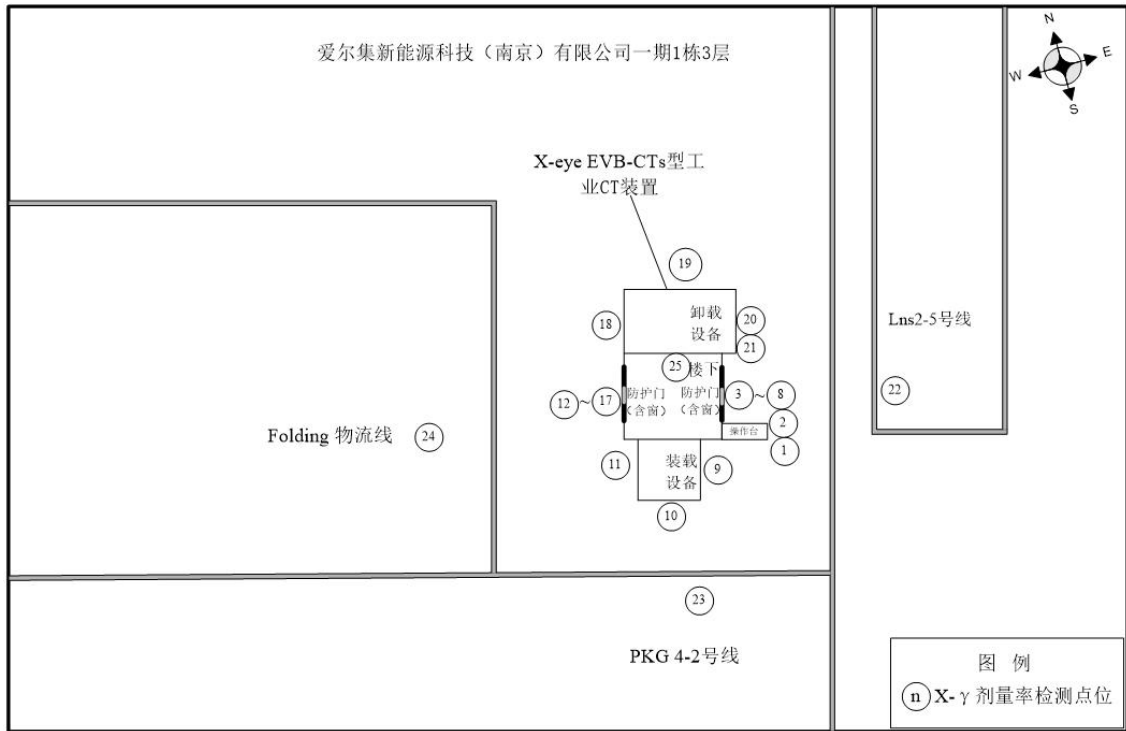 爱尔集新能源科技（南京）有限公司一期1栋3层
N
E
W
S
X-eye EVB-CTs型工
业CT装置
19
18
卸载
设备
20
21
Lns2-5号线
25
楼下
12
～
17
防护门
（含窗）
防护门
（含窗）
3
～
8
22
操作台
2
1
Folding 物流线
24
11
装载
设备
9
10
23
PKG 4-2号线
图 例
n X-γ剂量率检测点位